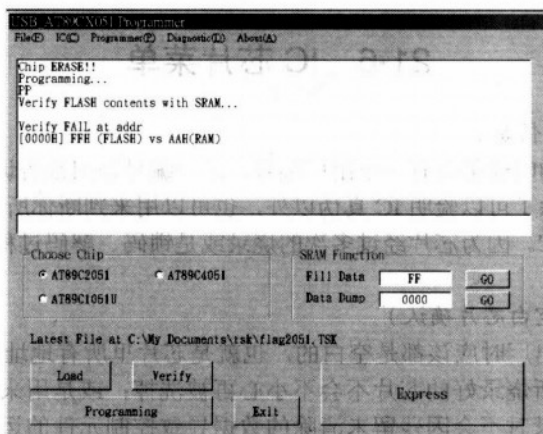 USB AT89CX051 Programmer
File(F) IC(C) Programmer(P) Diagnostic(D) About(A)
Chip ERASE!!
Programming...
PP
Verify FLASH contents with SRAM...
Verify FAIL at addr
[0000H] FFH (FLASH) vs AAH(RAM)
Choose Chip
AT89C2051 AT89C4051
AT89C1051U
SRAM Function
Fill Data FF GO
Data Dump 0000 GO
Latest File at C:\My Documents\tsk\flag2051.TSK
Load Verify
Express
Programming Exit